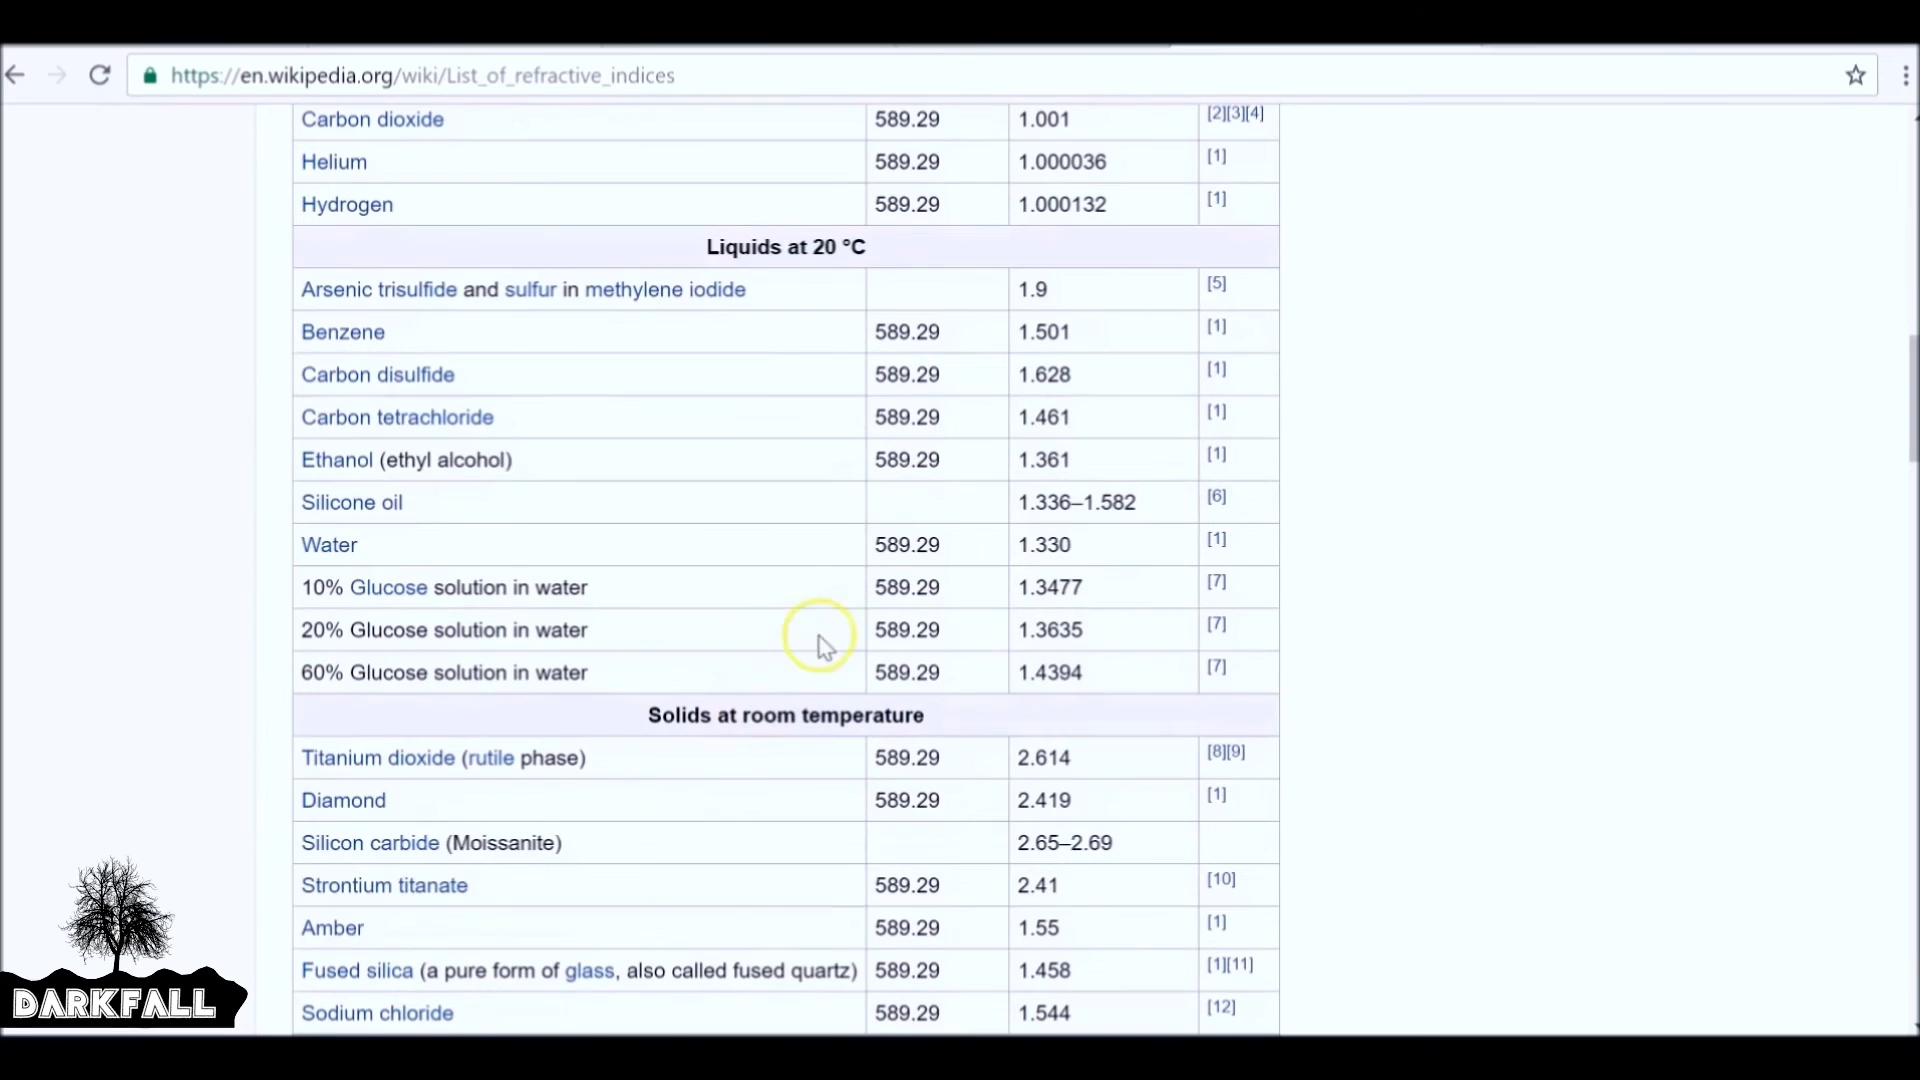 https://en.wikipedia.org/wiki/List_of_refractive_indices
Carbon dioxide 589.29 1.001 [2][3][4]
Helium 589.29 1.000036 [1]
Hydrogen 589.29 1.000132 [1]
Liquids at 20 °C
Arsenic trisulfide and sulfur in methylene iodide 1.9 [5]
Benzene 589.29 1.501 [1]
Carbon disulfide 589.29 1.628 [1]
Carbon tetrachloride 589.29 1.461 [1]
Ethanol (ethyl alcohol) 589.29 1.361 [1]
Silicone oil 1.336–1.582 [6]
Water 589.29 1.330 [1]
10% Glucose solution in water 589.29 1.3477 [7]
20% Glucose solution in water 589.29 1.3635 [7]
60% Glucose solution in water 589.29 1.4394 [7]
Solids at room temperature
Titanium dioxide (rutile phase) 589.29 2.614 [8][9]
Diamond 589.29 2.419 [1]
Silicon carbide (Moissanite) 2.65–2.69
Strontium titanate 589.29 2.41 [10]
Amber 589.29 1.55 [1]
Fused silica (a pure form of glass, also called fused quartz) 589.29 1.458 [1][11]
Sodium chloride 589.29 1.544 [12]
DARKFALL